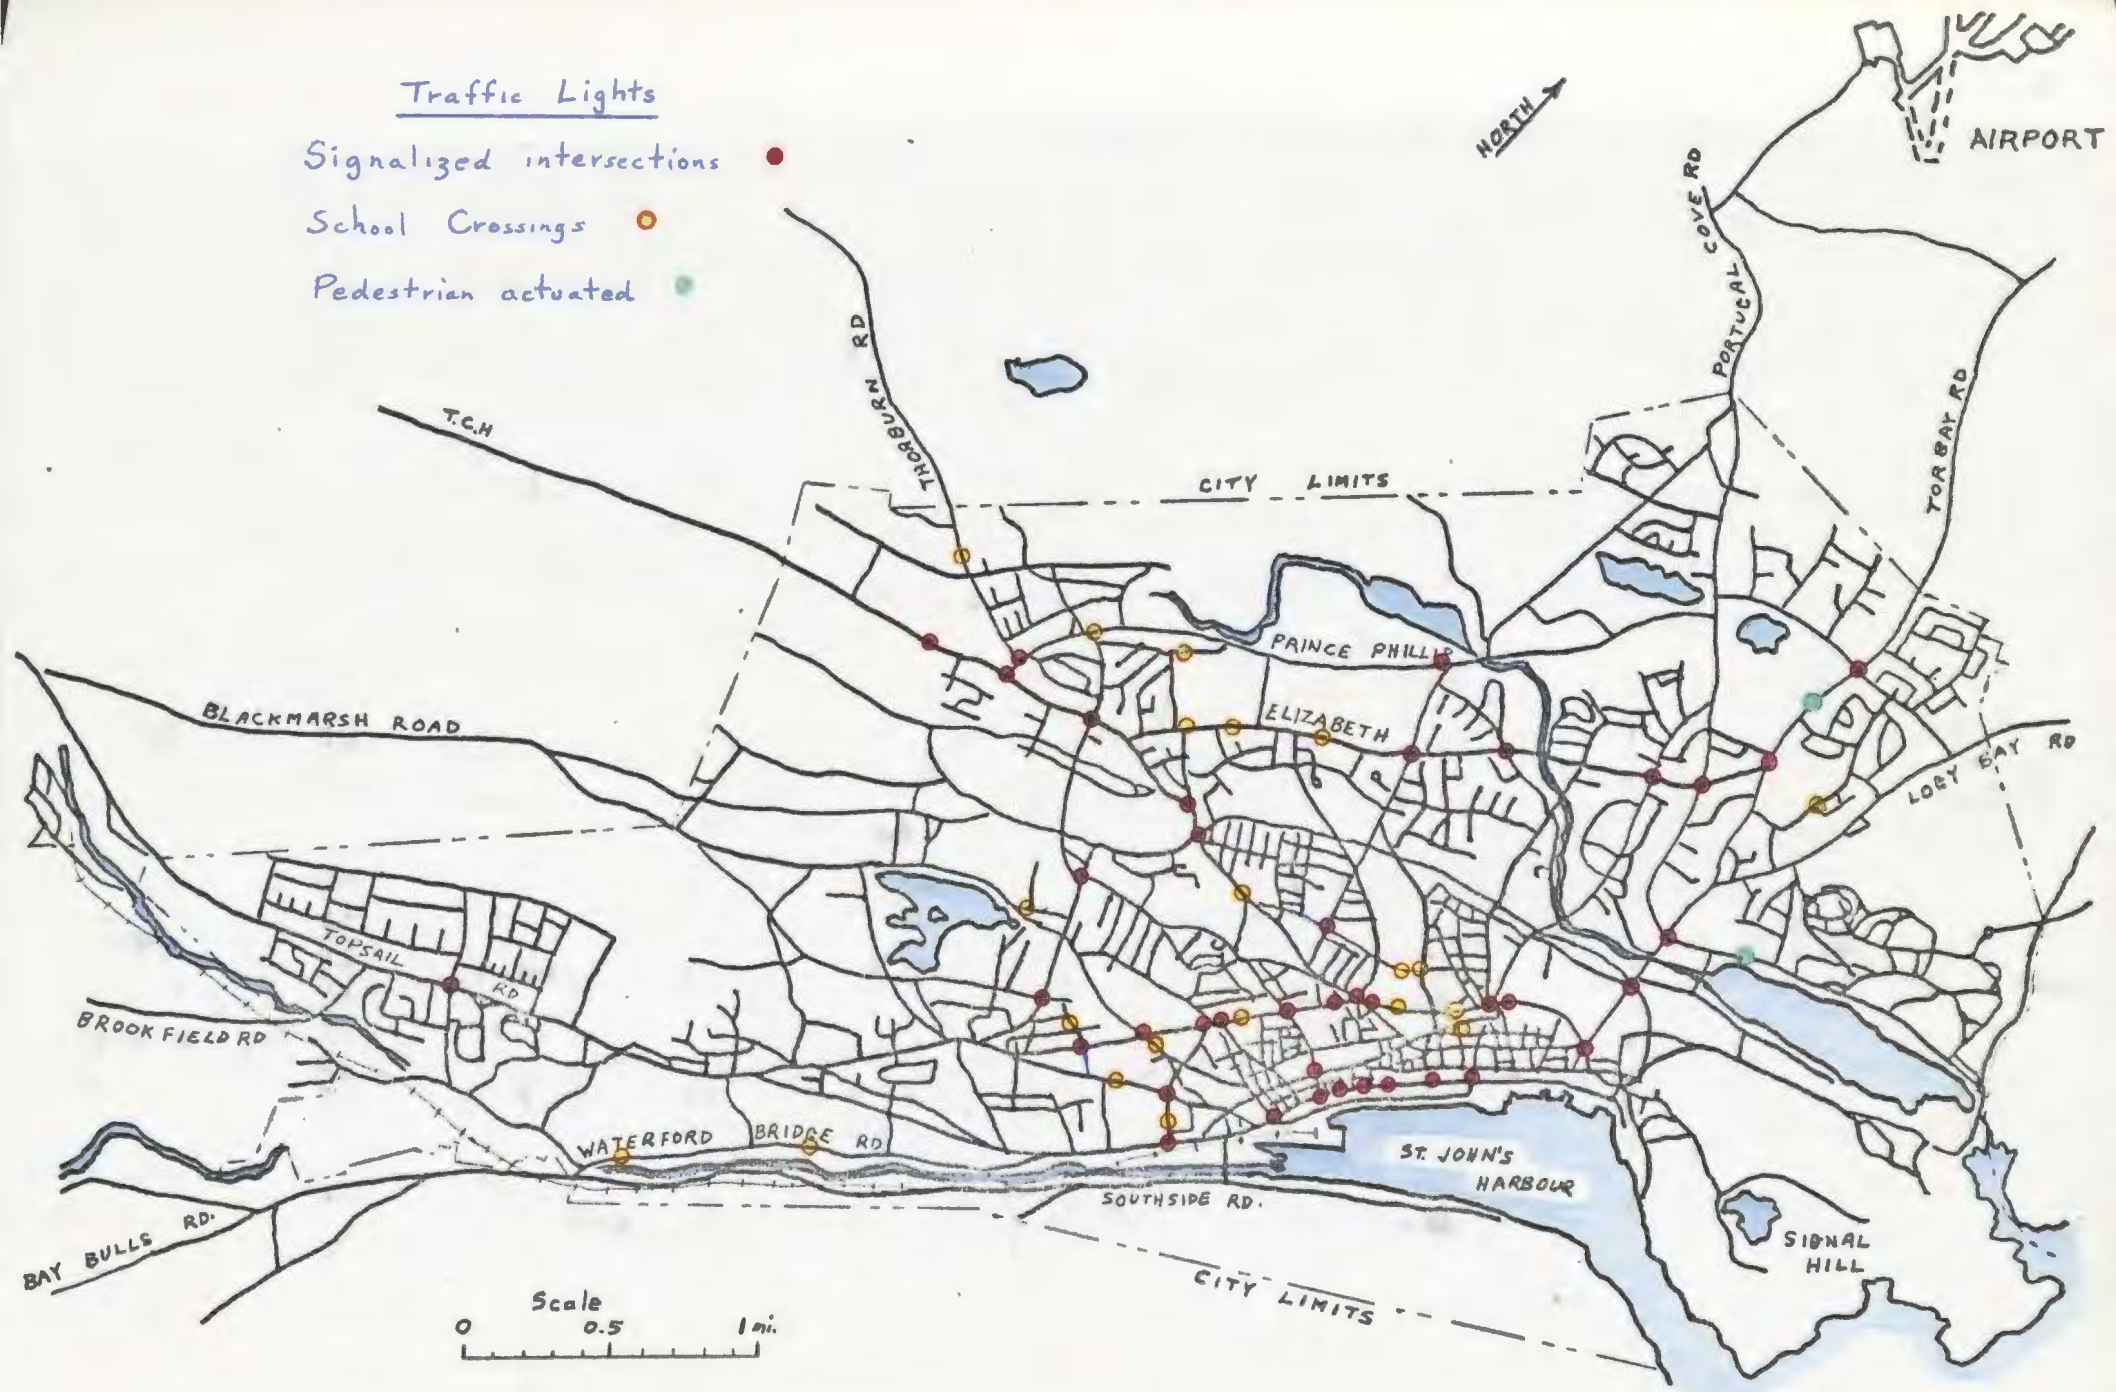 Traffic Lights
Signalized intersections
School Crossings
Pedestrian actuated
NORTH
AIRPORT
PORTUGAL COVE RD
THORBURN RD
T.C.H
TORBAY RD
CITY LIMITS
PRINCE PHILLIP
ELIZABETH
BLACKMARSH ROAD
LOGY BAY RD
TOPSAIL RD
BROOKFIELD RD
WATERFORD BRIDGE RD
ST. JOHN'S
HARBOUR
SOUTHSIDE RD.
BAY BULLS RD.
SIGNAL
HILL
CITY LIMITS
Scale
0 0.5 1 mi.